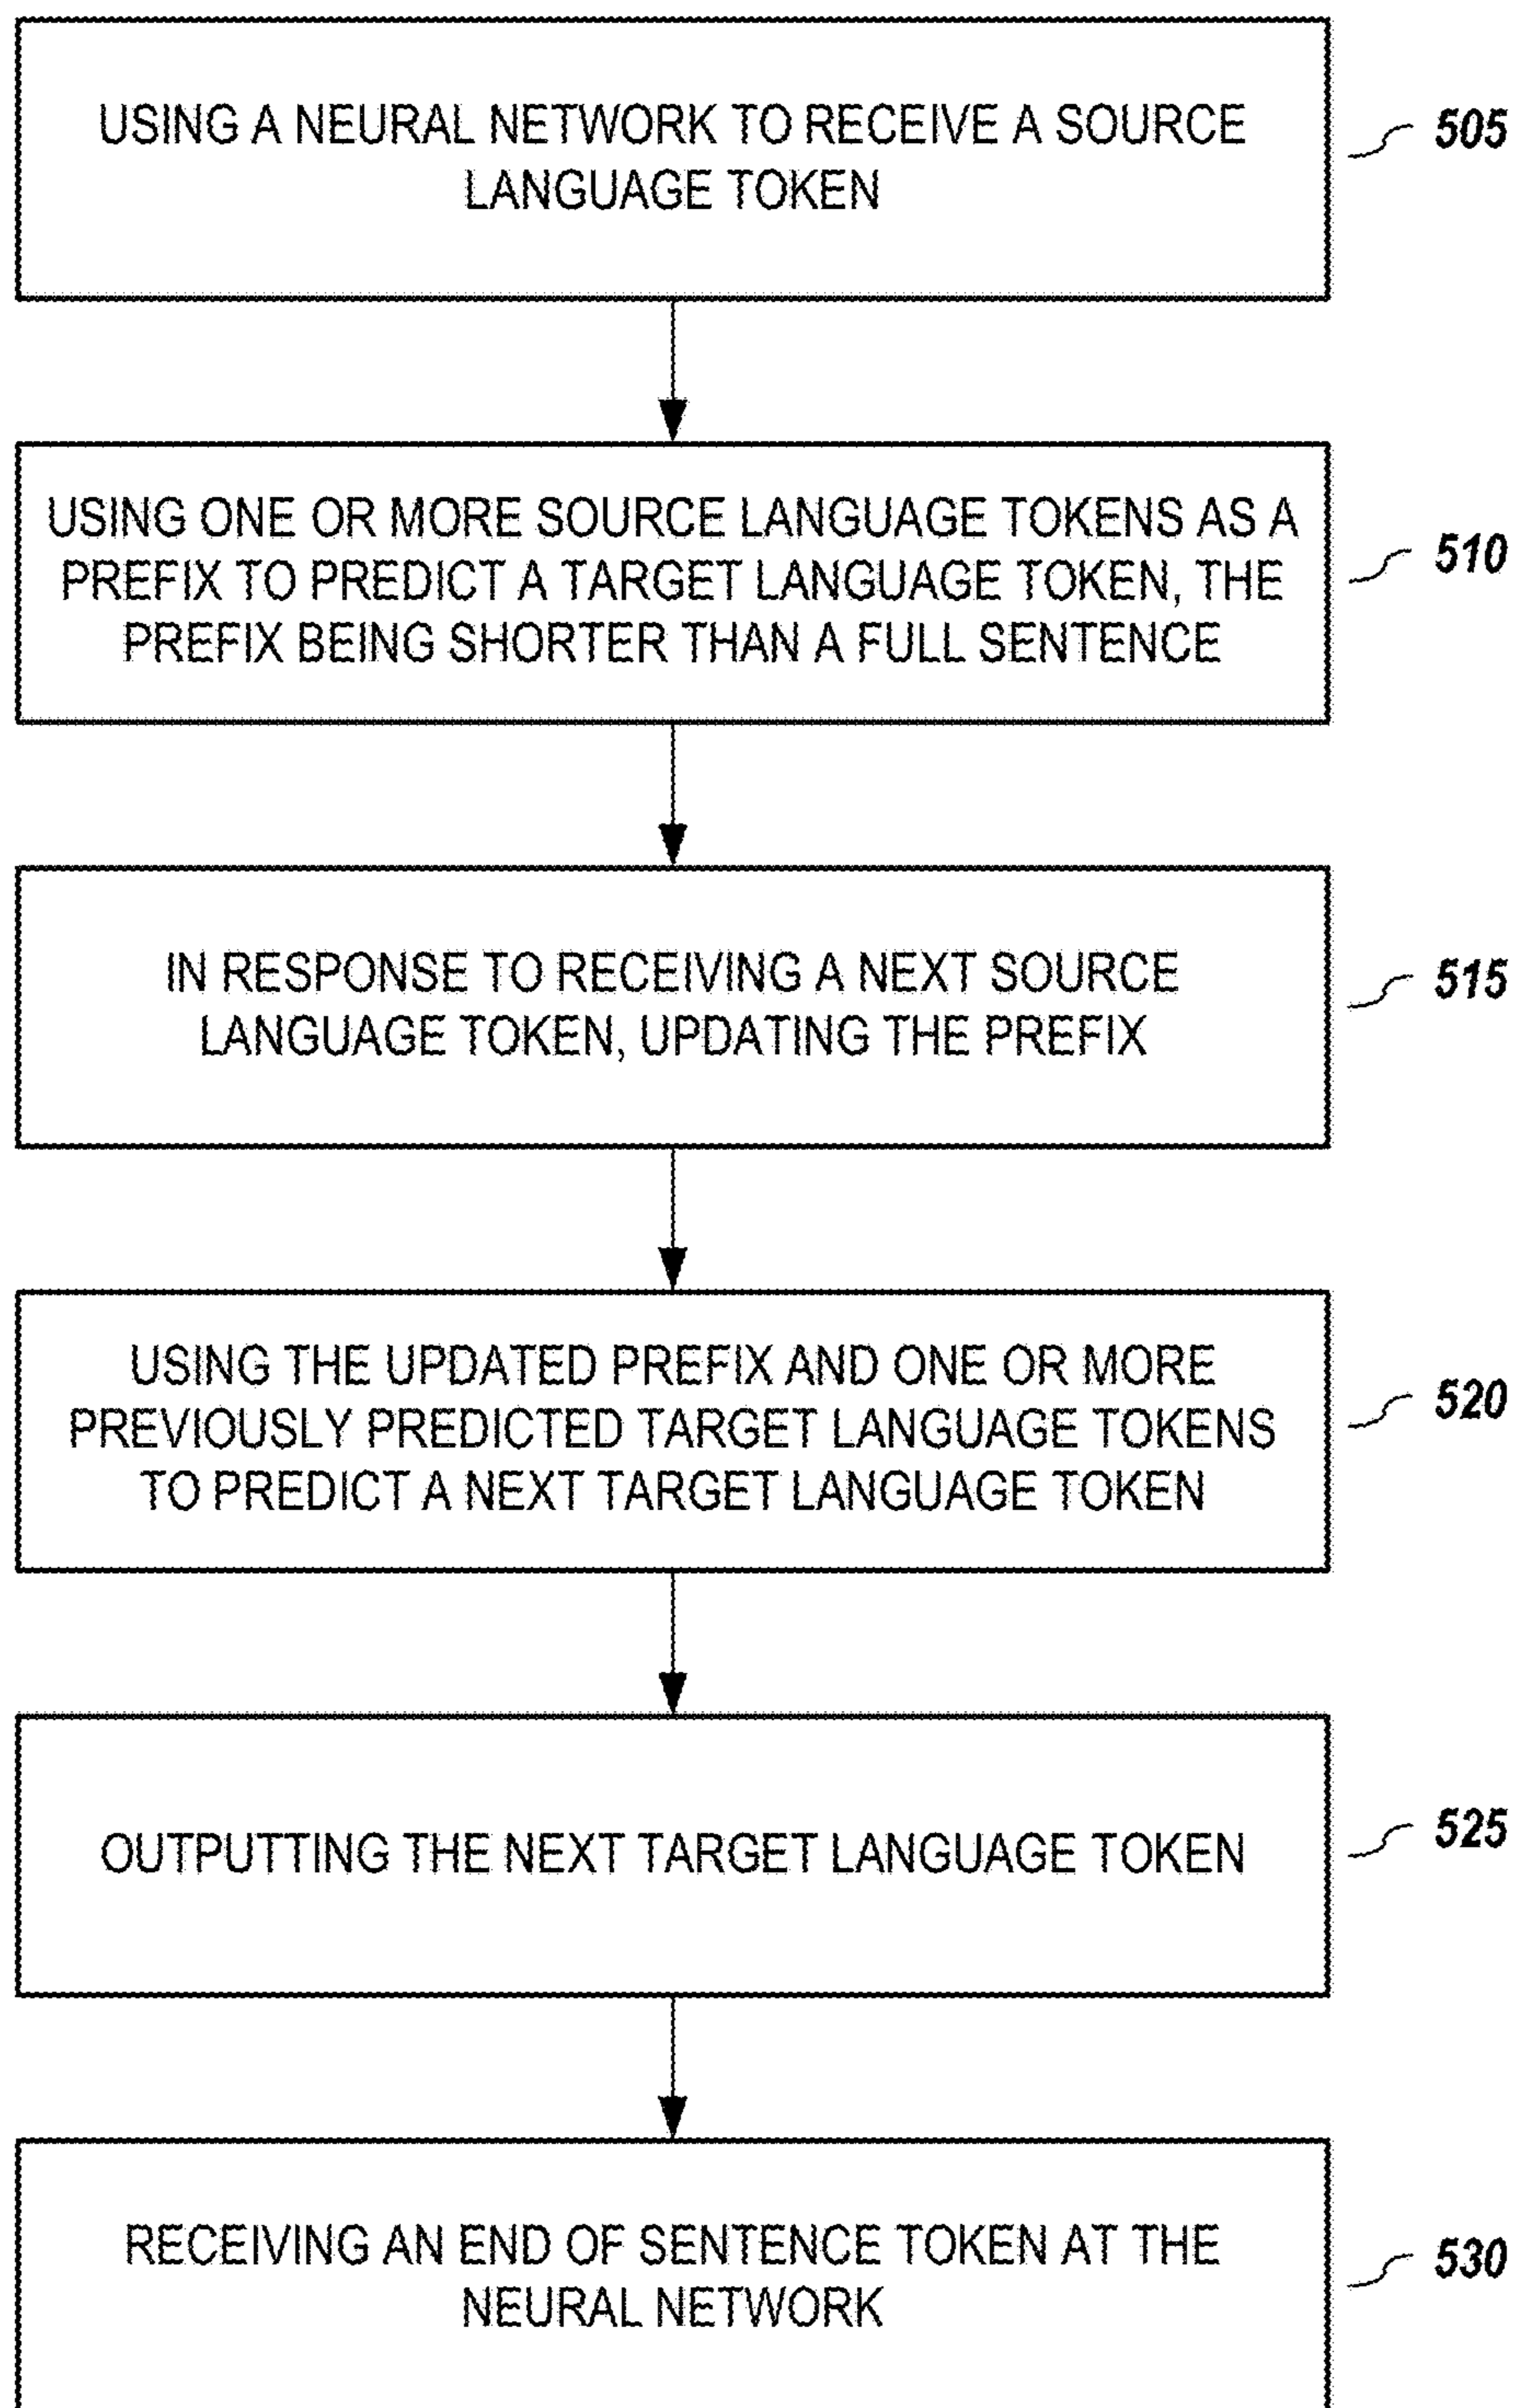 USING A NEURAL NETWORK TO RECEIVE A SOURCE
LANGUAGE TOKEN
505
USING ONE OR MORE SOURCE LANGUAGE TOKENS AS A
PREFIX TO PREDICT A TARGET LANGUAGE TOKEN, THE
PREFIX BEING SHORTER THAN A FULL SENTENCE
510
IN RESPONSE TO RECEIVING A NEXT SOURCE
LANGUAGE TOKEN, UPDATING THE PREFIX
515
USING THE UPDATED PREFIX AND ONE OR MORE
PREVIOUSLY PREDICTED TARGET LANGUAGE TOKENS
TO PREDICT A NEXT TARGET LANGUAGE TOKEN
520
OUTPUTTING THE NEXT TARGET LANGUAGE TOKEN
525
RECEIVING AN END OF SENTENCE TOKEN AT THE
NEURAL NETWORK
530